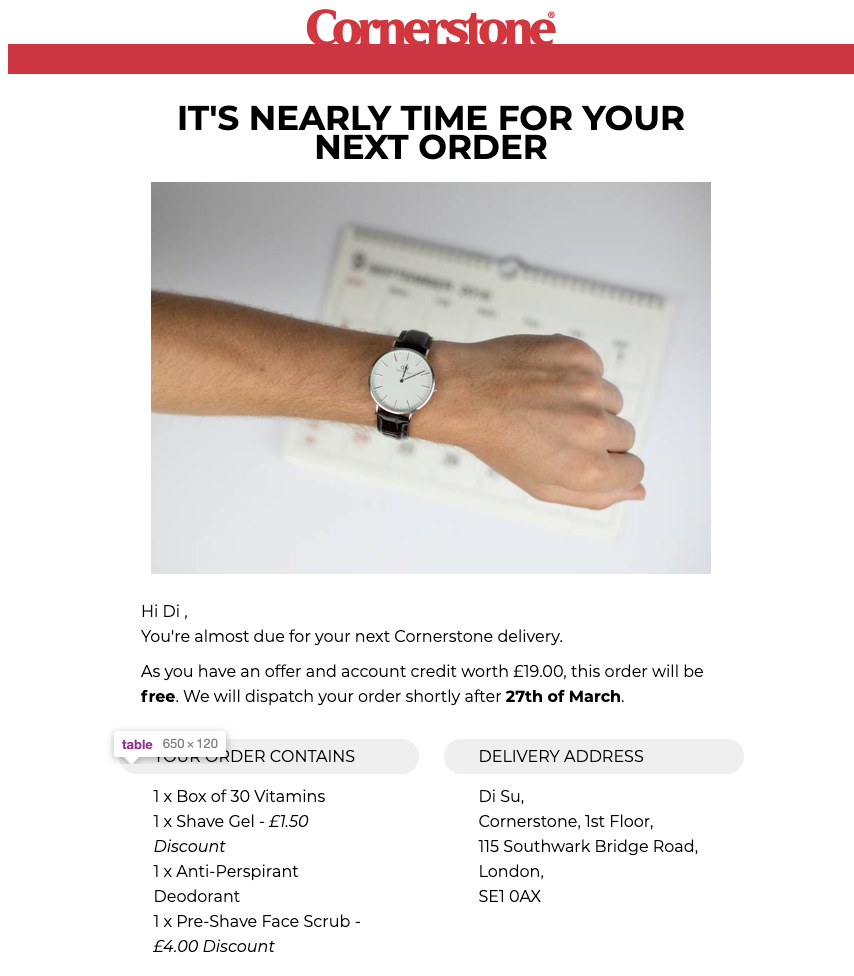 Cornerstone®
IT'S NEARLY TIME FOR YOUR
NEXT ORDER
SEPTEMBER
Hi Di ,
You're almost due for your next Cornerstone delivery.
As you have an offer and account credit worth £19.00, this order will be
free. We will dispatch your order shortly after 27th of March.
table 650 × 120
YOUR ORDER CONTAINS
1 x Box of 30 Vitamins
1 x Shave Gel - £1.50
Discount
1 x Anti-Perspirant
Deodorant
1 x Pre-Shave Face Scrub -
£4.00 Discount
DELIVERY ADDRESS
Di Su,
Cornerstone, 1st Floor,
115 Southwark Bridge Road,
London,
SE1 0AX